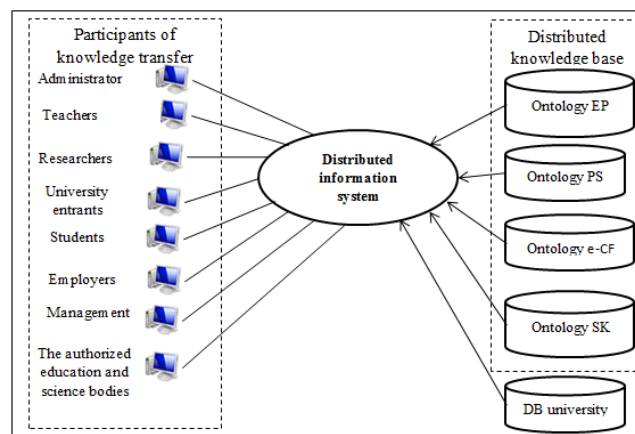 Participants of
knowledge transfer
Administrator
Teachers
Researchers
University
entrants
Students
Employers
Management
The authorized
education and
science bodies
Distributed
information
system
Distributed
knowledge base
Ontology EP
Ontology PS
Ontology e-CF
Ontology SK
DB university